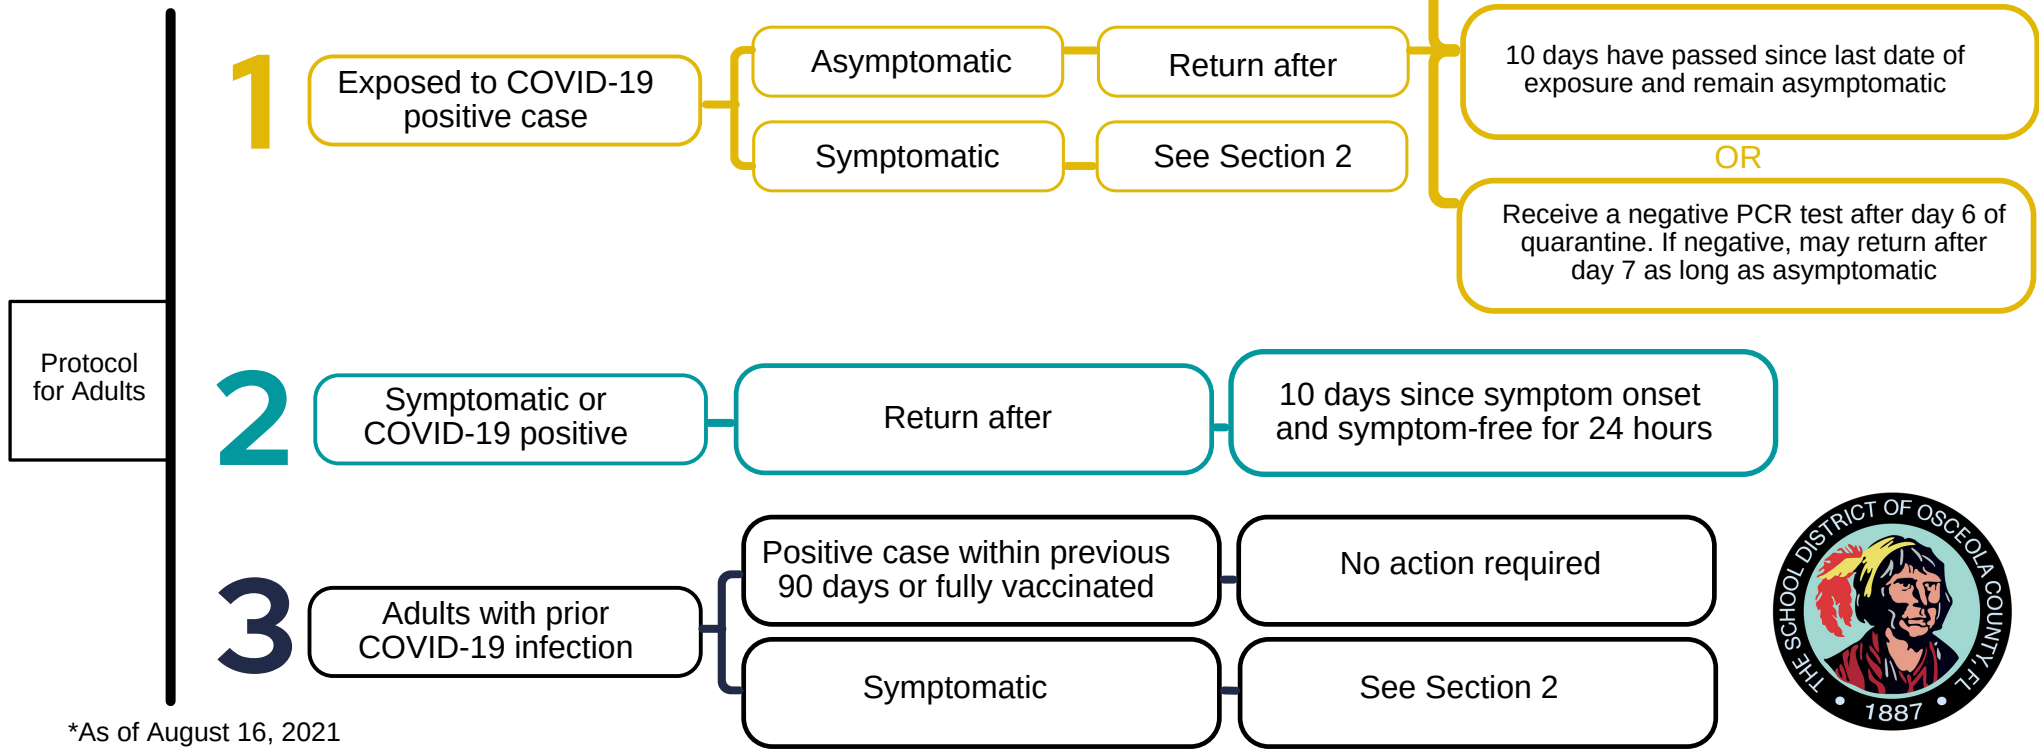 1
Exposed to COVID-19
positive case
Asymptomatic
Return after
10 days have passed since last date of
exposure and remain asymptomatic
OR
Receive a negative PCR test after day 6 of
quarantine. If negative, may return after
day 7 as long as asymptomatic
Symptomatic
See Section 2
Protocol
for Adults
2
Symptomatic or
COVID-19 positive
Return after
10 days since symptom onset
and symptom-free for 24 hours
3
Adults with prior
COVID-19 infection
Positive case within previous
90 days or fully vaccinated
No action required
Symptomatic
See Section 2
THE SCHOOL DISTRICT OF OSCEOLA COUNTY, FL
• 1887 •
*As of August 16, 2021